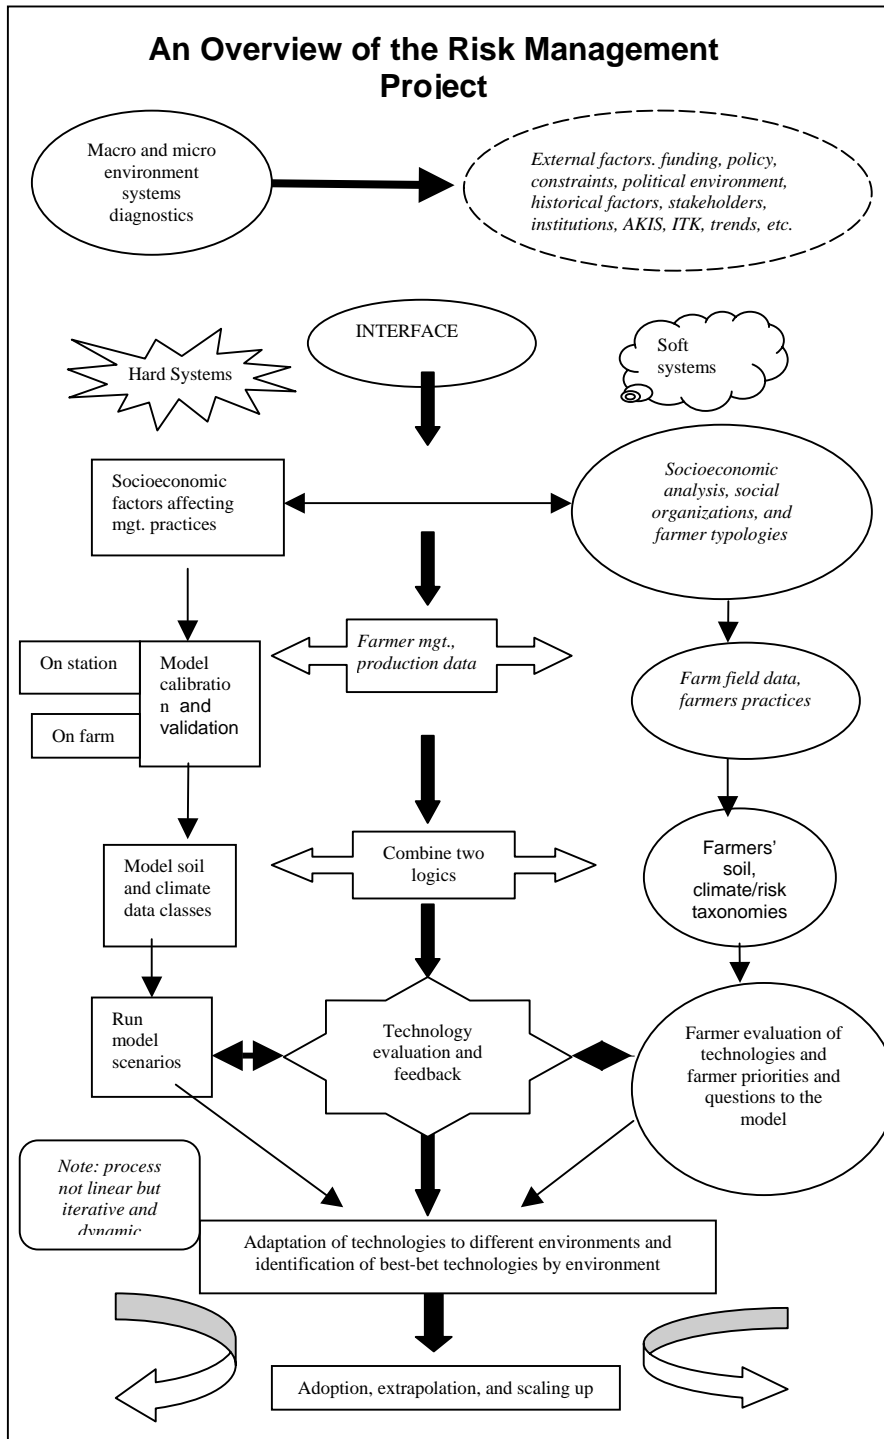 An Overview of the Risk Management
Project
Macro and micro
environment
systems
diagnostics
External factors. funding, policy,
constraints, political environment,
historical factors, stakeholders,
institutions, AKIS, ITK, trends, etc.
INTERFACE
Hard Systems
Soft
systems
Socioeconomic
factors affecting
mgt. practices
Socioeconomic
analysis, social
organizations, and
farmer typologies
On station
On farm
Model
calibratio
n and
validation
Farmer mgt.,
production data
Farm field data,
farmers practices
Model soil
and climate
data classes
Combine two
logics
Farmers'
soil,
climate/risk
taxonomies
Run
model
scenarios
Technology
evaluation and
feedback
Farmer evaluation of
technologies and
farmer priorities and
questions to the
model
Note: process
not linear but
iterative and
dynamic
Adaptation of technologies to different environments and
identification of best-bet technologies by environment
Adoption, extrapolation, and scaling up